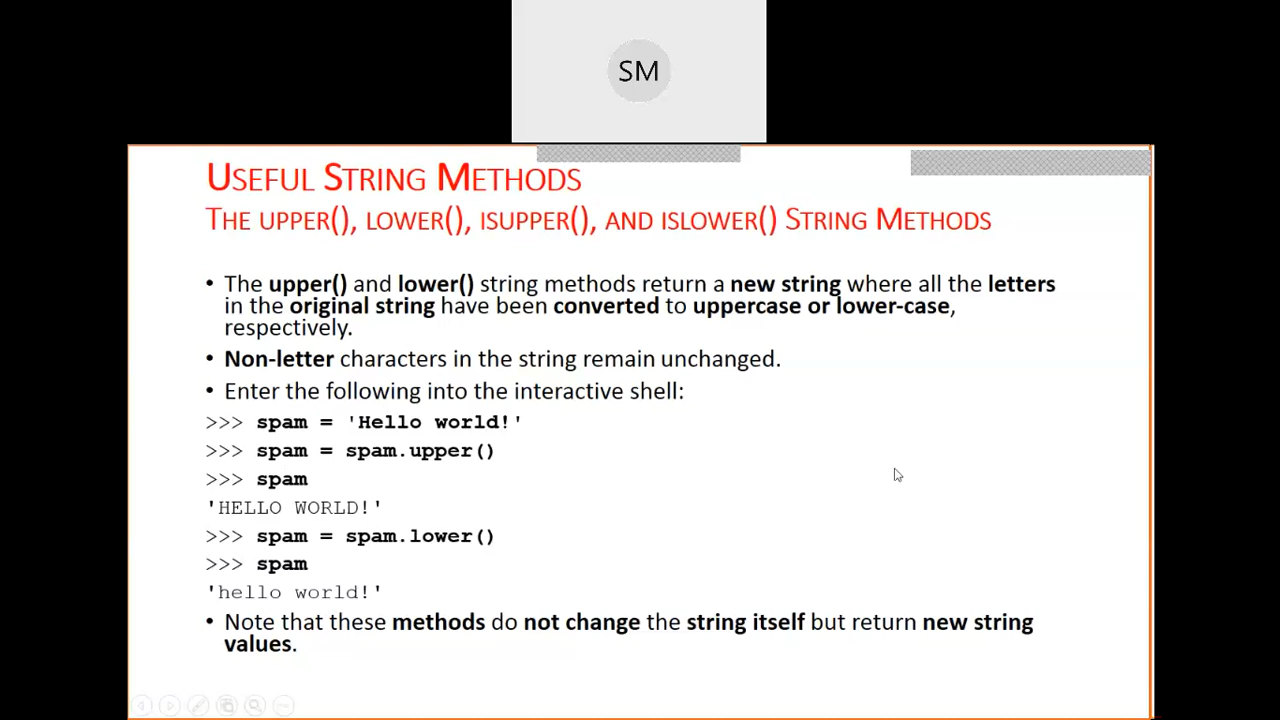 SM
USEFUL STRING METHODS
THE UPPER(), LOWER(), ISUPPER(), AND ISLOWER() STRING METHODS
• The upper() and lower() string methods return a new string where all the letters
in the original string have been converted to uppercase or lower-case,
respectively.
• Non-letter characters in the string remain unchanged.
• Enter the following into the interactive shell:
>>> spam = 'Hello world!'
>>> spam = spam.upper()
>>> spam
'HELLO WORLD!'
>>> spam = spam.lower()
>>> spam
'hello world!'
• Note that these methods do not change the string itself but return new string
values.